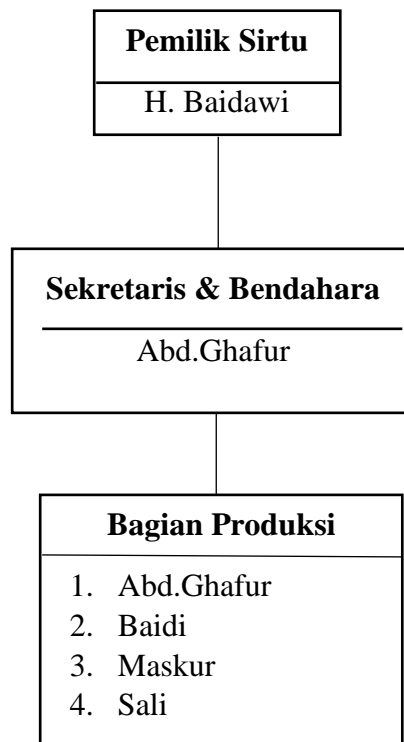 Pemilik Sirtu
H. Baidawi
Sekretaris & Bendahara
Abd.Ghafur
Bagian Produksi
1. Abd.Ghafur
2. Baidi
3. Maskur
4. Sali